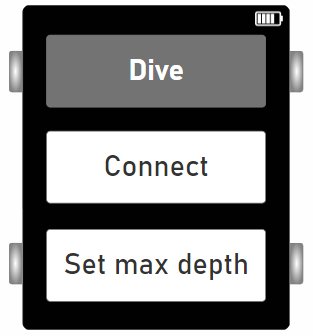 Dive
Connect
Set max depth